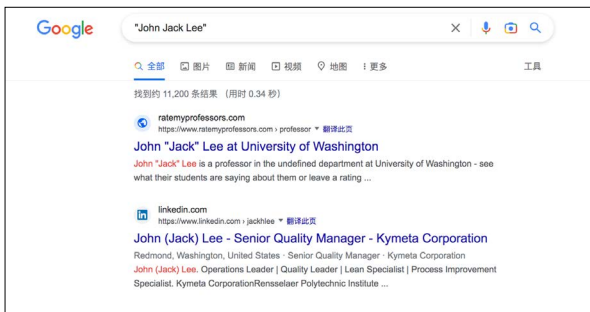 Google
"John Jack Lee"
全部 图片 新闻 视频 地图 更多 工具
找到约 11,200 条结果 （用时 0.34 秒）
ratemyprofessors.com
https://www.ratemyprofessors.com › professor 翻译此页
John "Jack" Lee at University of Washington
John "Jack" Lee is a professor in the undefined department at University of Washington - see
what their students are saying about them or leave a rating ...
in
linkedin.com
https://www.linkedin.com › jackhlee 翻译此页
John (Jack) Lee - Senior Quality Manager - Kymeta Corporation
Redmond, Washington, United States · Senior Quality Manager · Kymeta Corporation
John (Jack) Lee. Operations Leader | Quality Leader | Lean Specialist | Process Improvement
Specialist. Kymeta CorporationRensselaer Polytechnic Institute ...